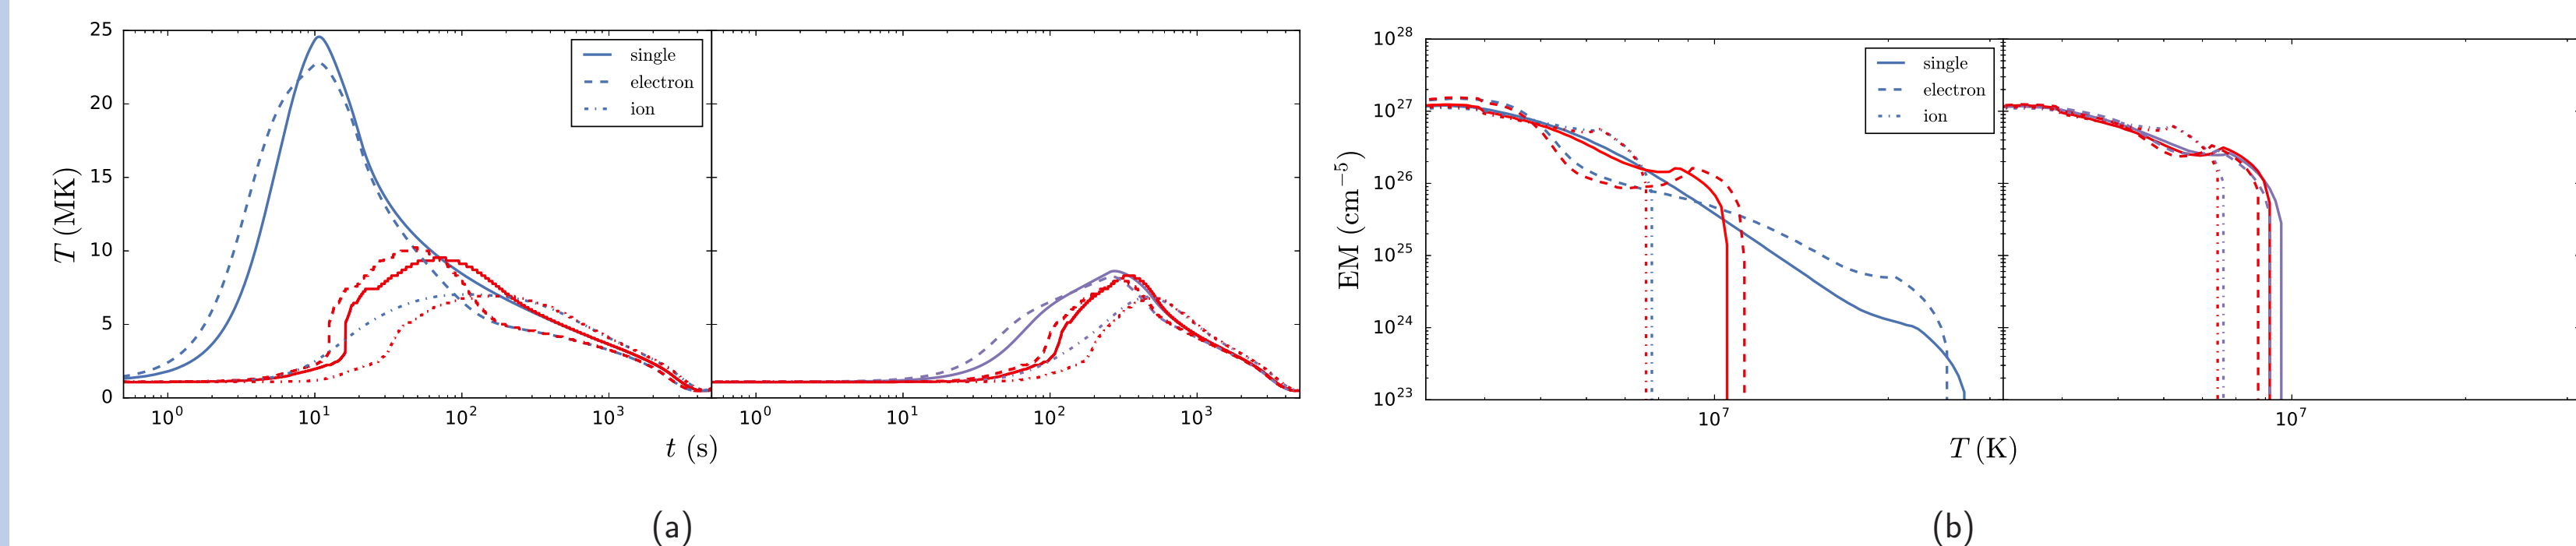 25
20
15
10
5
0
T (MK)
single
electron
ion
10^0 10^1 10^2 10^3 10^0 10^1 10^2 10^3
t (s)
(a)
10^28
10^27
10^26
10^25
10^24
10^23
EM (cm^−5)
single
electron
ion
10^7 10^7
T (K)
(b)